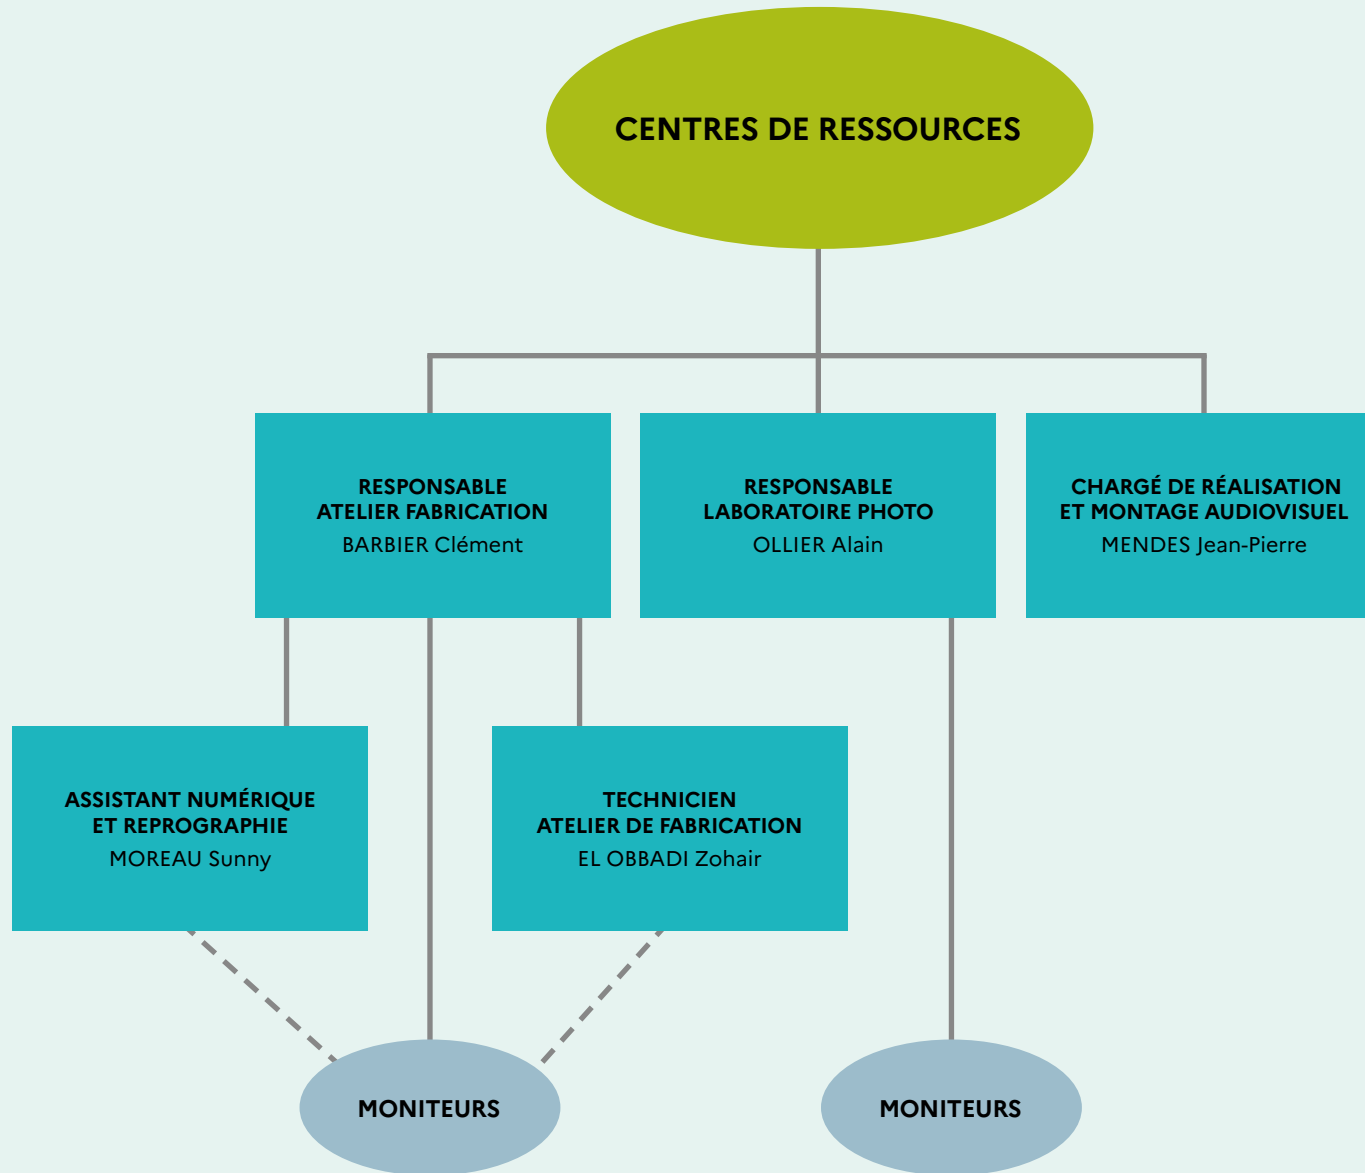 CENTRES DE RESSOURCES
RESPONSABLE
ATELIER FABRICATION
BARBIER Clément
RESPONSABLE
LABORATOIRE PHOTO
OLLIER Alain
CHARGÉ DE RÉALISATION
ET MONTAGE AUDIOVISUEL
MENDES Jean-Pierre
ASSISTANT NUMÉRIQUE
ET REPROGRAPHIE
MOREAU Sunny
TECHNICIEN
ATELIER DE FABRICATION
EL OBBADI Zohair
MONITEURS
MONITEURS